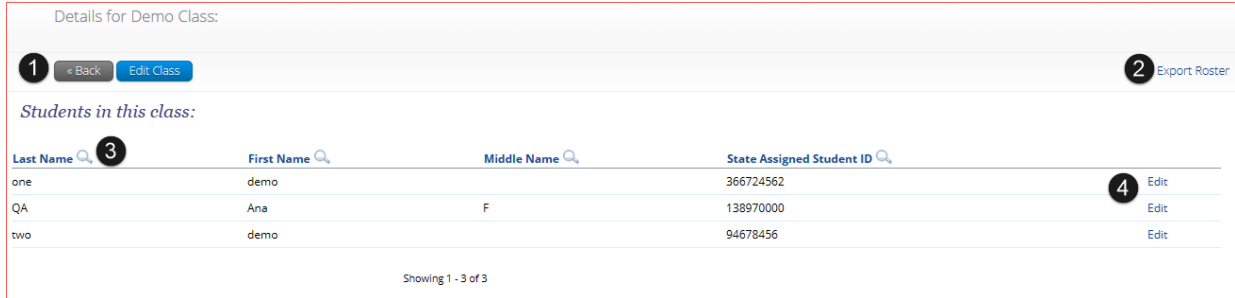 Details for Demo Class:
1 « Back Edit Class 2 Export Roster
Students in this class:
Last Name 3 First Name Middle Name State Assigned Student ID
one demo 366724562 4 Edit
QA Ana F 138970000 Edit
two demo 94678456 Edit
Showing 1 - 3 of 3